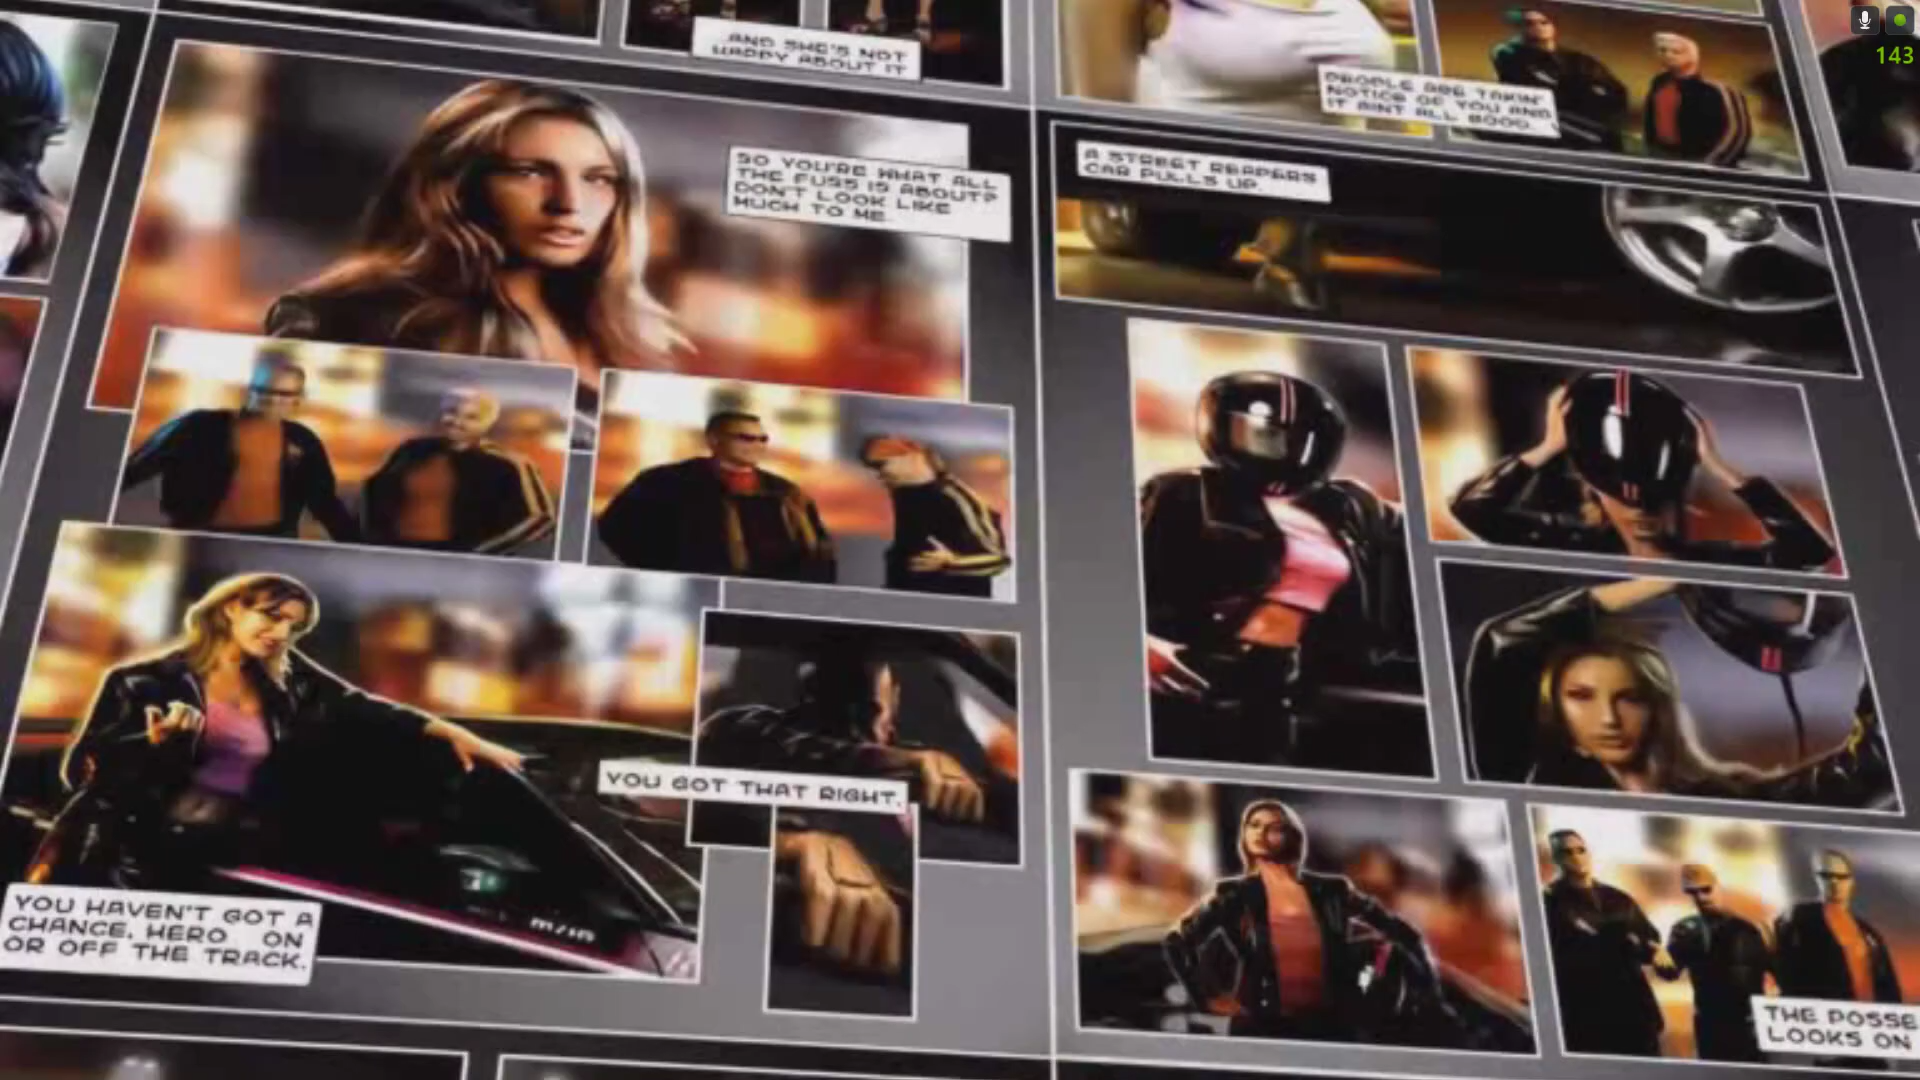 AND SHE'S NOT
HAPPY ABOUT IT
SO YOU'RE WHAT ALL
THE FUSS IS ABOUT?
DON'T LOOK LIKE
MUCH TO ME.
YOU GOT THAT RIGHT.
YOU HAVEN'T GOT A
CHANCE, HERO ON
OR OFF THE TRACK.
PEOPLE ARE TAKIN'
NOTICE OF YOU AND
IT AINT ALL GOOD.
A STREET REAPERS
CAR PULLS UP.
THE POSSE
LOOKS ON
143